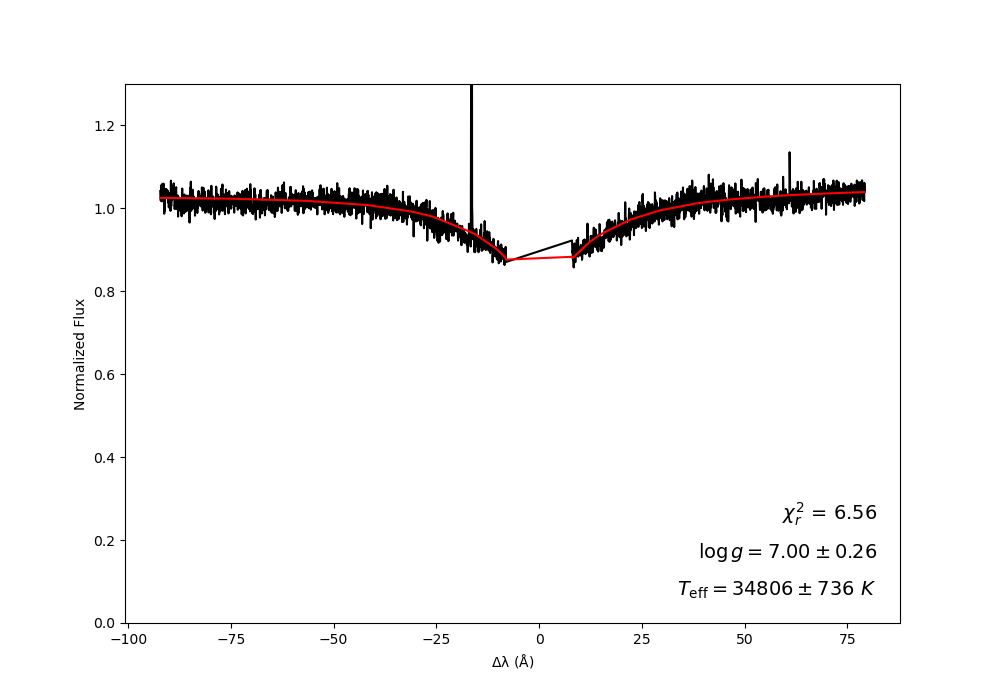 1.2
1.0
0.8
0.6
0.4
0.2
0.0
Normalized Flux
χ²ᵣ = 6.56
log g = 7.00 ± 0.26
T_eff = 34806 ± 736 K
−100 −75 −50 −25 0 25 50 75
Δλ (Å)